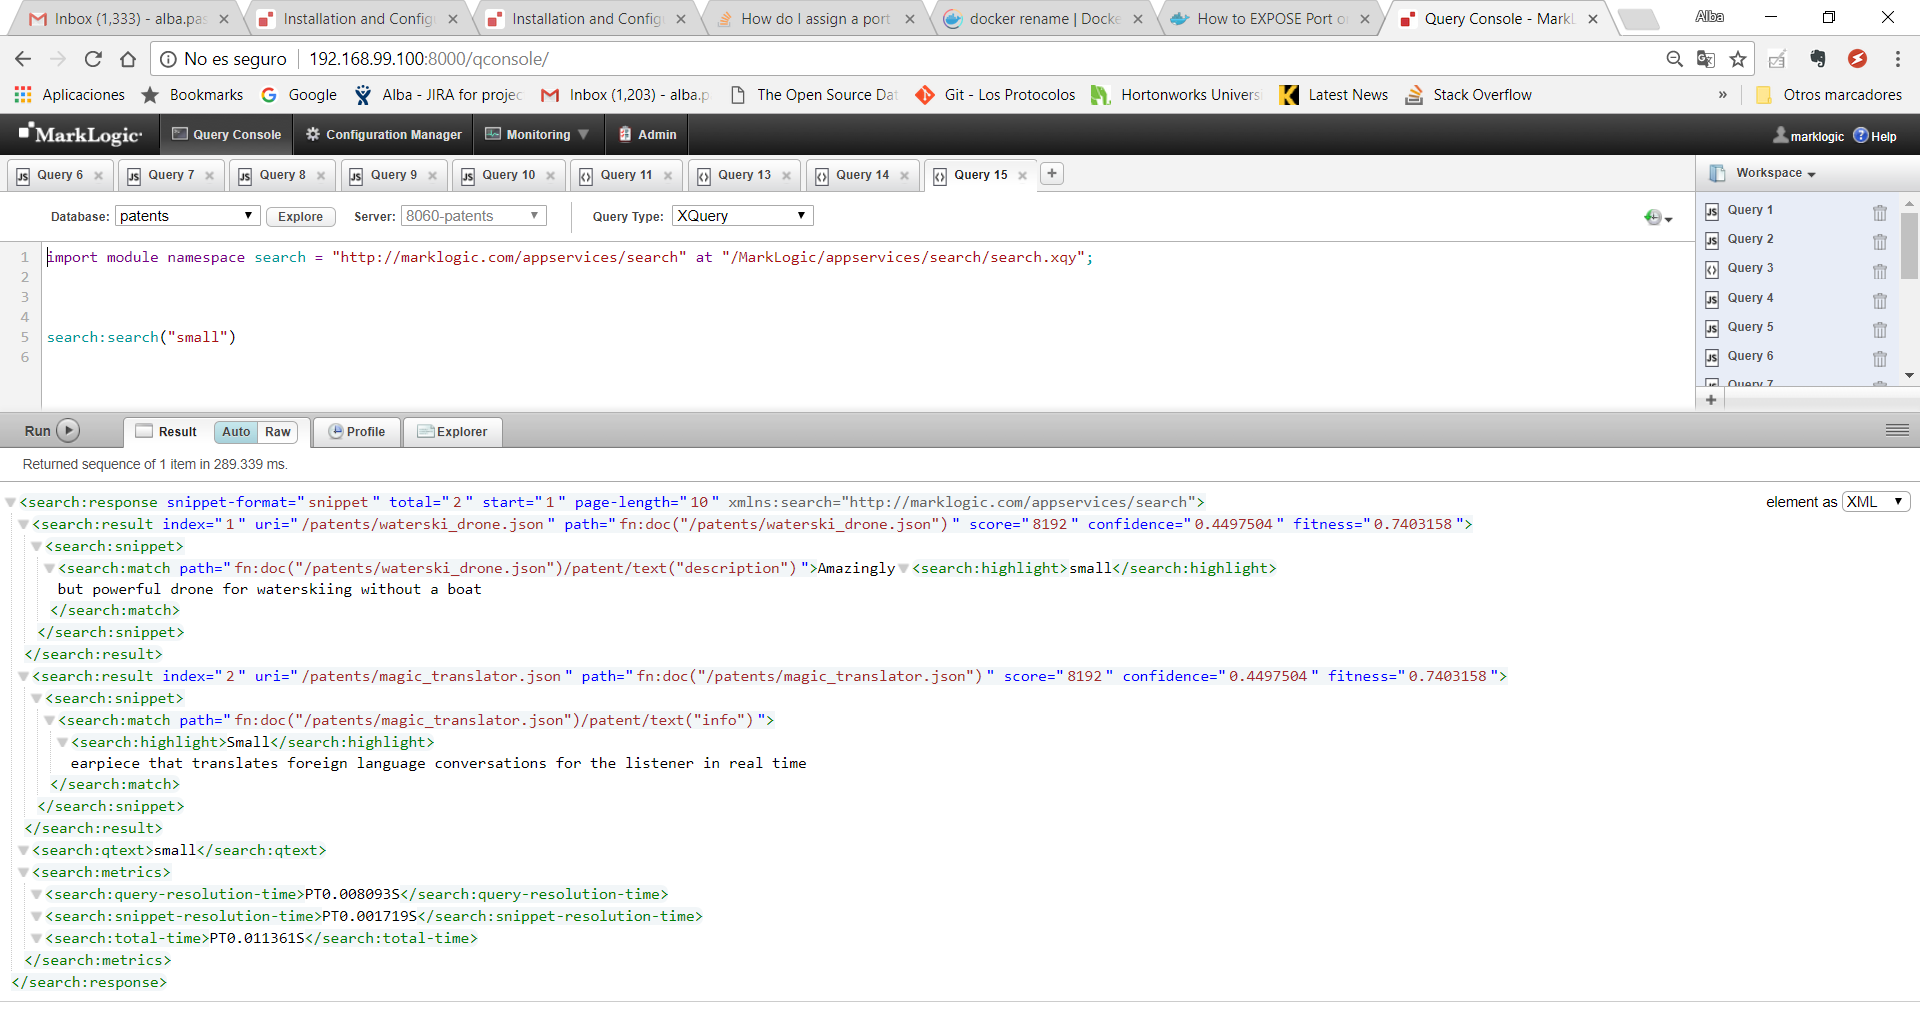 Inbox (1,333) - alba.pas
Installation and Configu
Installation and Configu
How do I assign a port
docker rename | Docke
How to EXPOSE Port o
Query Console - MarkL
Alba
No es seguro 192.168.99.100:8000/qconsole/
Aplicaciones Bookmarks Google Alba - JIRA for projec Inbox (1,203) - alba.p The Open Source Dat Git - Los Protocolos Hortonworks Univers Latest News Stack Overflow » Otros marcadores
MarkLogic Query Console Configuration Manager Monitoring Admin marklogic Help
Query 6 Query 7 Query 8 Query 9 Query 10 Query 11 Query 13 Query 14 Query 15 + Workspace
Database: patents Explore Server: 8060-patents Query Type: XQuery
Query 1
Query 2
Query 3
Query 4
Query 5
Query 6
Query 7
1 import module namespace search = "http://marklogic.com/appservices/search" at "/MarkLogic/appservices/search/search.xqy";
2
3
4
5 search:search("small")
6
Run Result Auto Raw Profile Explorer
Returned sequence of 1 item in 289.339 ms.
element as XML
<search:response snippet-format="snippet" total="2" start="1" page-length="10" xmlns:search="http://marklogic.com/appservices/search">
<search:result index="1" uri="/patents/waterski_drone.json" path="fn:doc("/patents/waterski_drone.json")" score="8192" confidence="0.4497504" fitness="0.7403158">
<search:snippet>
<search:match path="fn:doc("/patents/waterski_drone.json")/patent/text("description")">Amazingly <search:highlight>small</search:highlight>
but powerful drone for waterskiing without a boat
</search:match>
</search:snippet>
</search:result>
<search:result index="2" uri="/patents/magic_translator.json" path="fn:doc("/patents/magic_translator.json")" score="8192" confidence="0.4497504" fitness="0.7403158">
<search:snippet>
<search:match path="fn:doc("/patents/magic_translator.json")/patent/text("info")">
<search:highlight>Small</search:highlight>
earpiece that translates foreign language conversations for the listener in real time
</search:match>
</search:snippet>
</search:result>
<search:qtext>small</search:qtext>
<search:metrics>
<search:query-resolution-time>PT0.008093S</search:query-resolution-time>
<search:snippet-resolution-time>PT0.001719S</search:snippet-resolution-time>
<search:total-time>PT0.011361S</search:total-time>
</search:metrics>
</search:response>